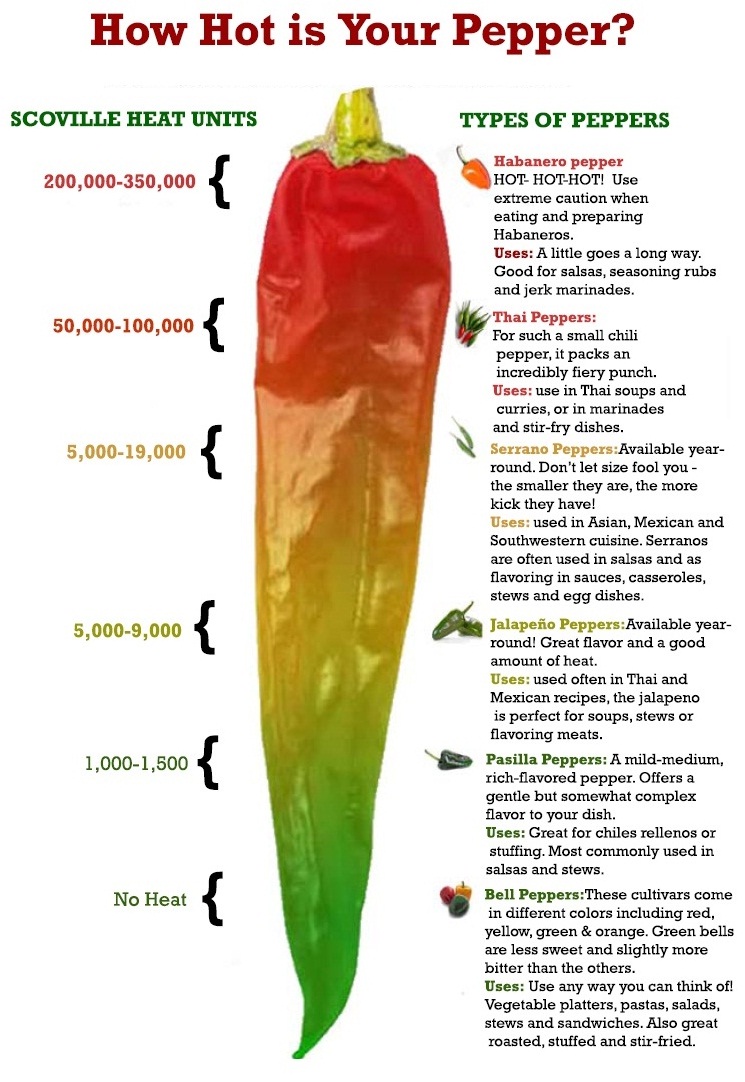 How Hot is Your Pepper?
SCOVILLE HEAT UNITS
TYPES OF PEPPERS
200,000-350,000
Habanero pepper
HOT- HOT-HOT! Use
extreme caution when
eating and preparing
Habaneros.
Uses: A little goes a long way.
Good for salsas, seasoning rubs
and jerk marinades.
50,000-100,000
Thai Peppers:
For such a small chili
pepper, it packs an
incredibly fiery punch.
Uses: use in Thai soups and
curries, or in marinades
and stir-fry dishes.
5,000-19,000
Serrano Peppers:Available year-
round. Don't let size fool you -
the smaller they are, the more
kick they have!
Uses: used in Asian, Mexican and
Southwestern cuisine. Serranos
are often used in salsas and as
flavoring in sauces, casseroles,
stews and egg dishes.
5,000-9,000
Jalapeño Peppers:Available year-
round! Great flavor and a good
amount of heat.
Uses: used often in Thai and
Mexican recipes, the jalapeno
is perfect for soups, stews or
flavoring meats.
1,000-1,500
Pasilla Peppers: A mild-medium,
rich-flavored pepper. Offers a
gentle but somewhat complex
flavor to your dish.
Uses: Great for chiles rellenos or
stuffing. Most commonly used in
salsas and stews.
No Heat
Bell Peppers:These cultivars come
in different colors including red,
yellow, green & orange. Green bells
are less sweet and slightly more
bitter than the others.
Uses: Use any way you can think of!
Vegetable platters, pastas, salads,
stews and sandwiches. Also great
roasted, stuffed and stir-fried.